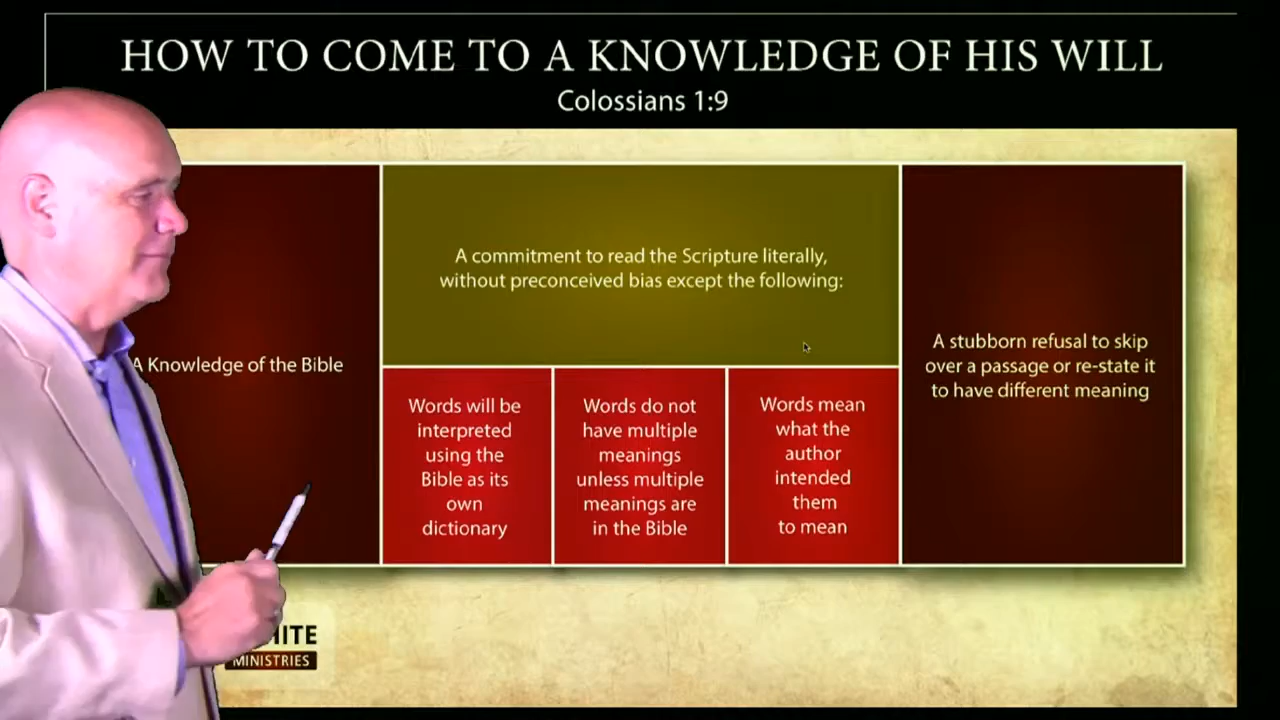 HOW TO COME TO A KNOWLEDGE OF HIS WILL
Colossians 1:9
A Knowledge of the Bible
A commitment to read the Scripture literally,
without preconceived bias except the following:
Words will be
interpreted
using the
Bible as its
own
dictionary
Words do not
have multiple
meanings
unless multiple
meanings are
in the Bible
Words mean
what the
author
intended
them
to mean
A stubborn refusal to skip
over a passage or re-state it
to have different meaning
MINISTRIES